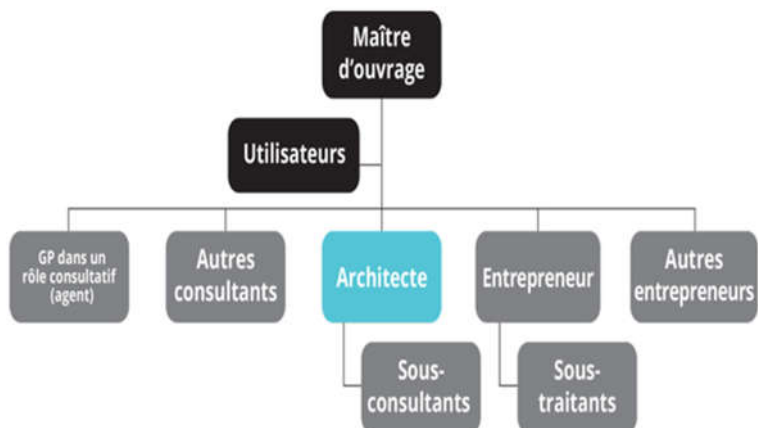 Maître
d'ouvrage
Utilisateurs
GP dans un
rôle consultatif
(agent)
Autres
consultants
Architecte
Entrepreneur
Autres
entrepreneurs
Sous-
consultants
Sous-
traitants